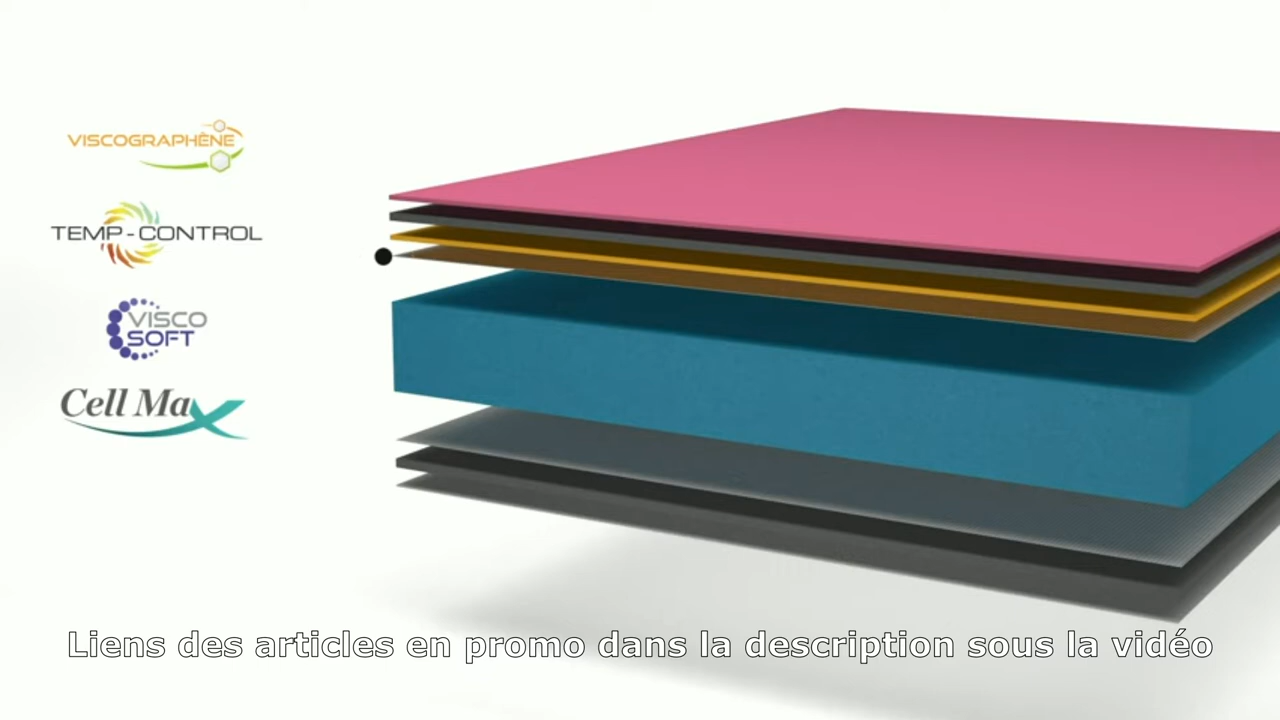 VISCOGRAPHÈNE
TEMP-CONTROL
VISCO
SOFT
Cell Max
Liens des articles en promo dans la description sous la vidéo